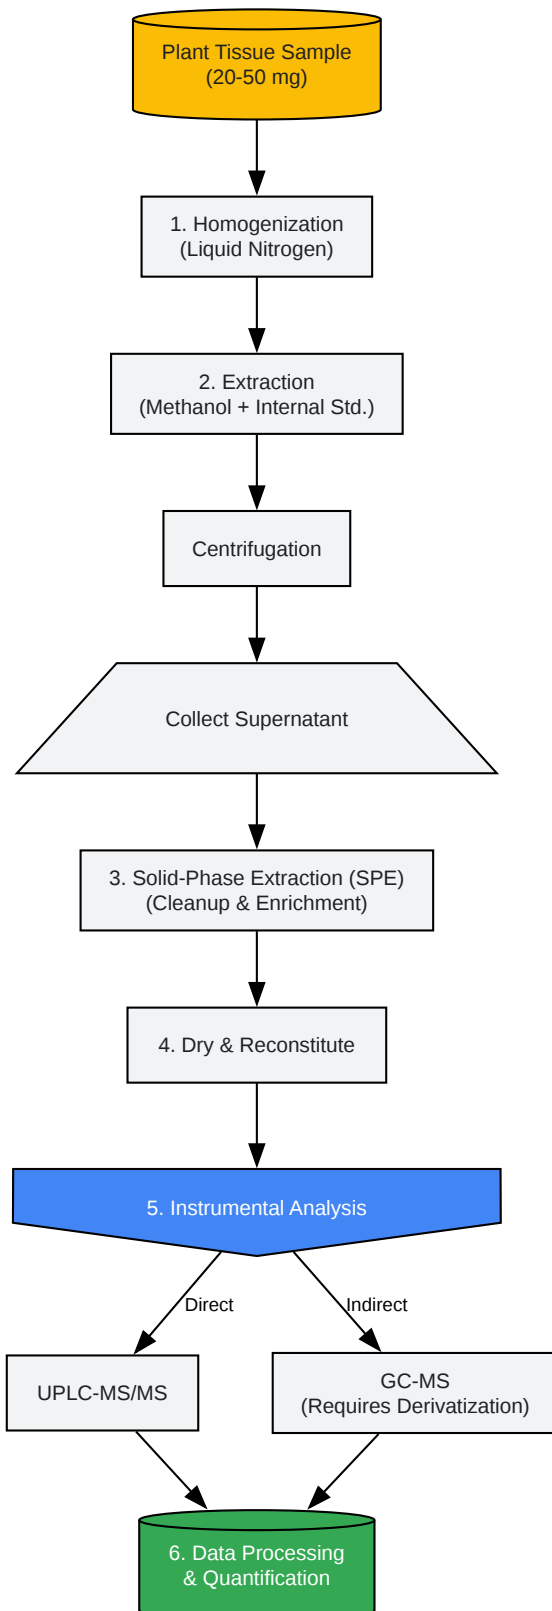 Plant Tissue Sample
(20-50 mg)
1. Homogenization
(Liquid Nitrogen)
2. Extraction
(Methanol + Internal Std.)
Centrifugation
Collect Supernatant
3. Solid-Phase Extraction (SPE)
(Cleanup & Enrichment)
4. Dry & Reconstitute
5. Instrumental Analysis
Direct
Indirect
UPLC-MS/MS
GC-MS
(Requires Derivatization)
6. Data Processing
& Quantification